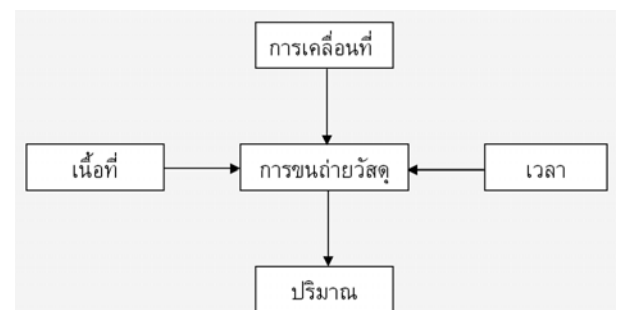 การเคลื่อนที่
เนื้อที่
การขนถ่ายวัสดุ
เวลา
ปริมาณ